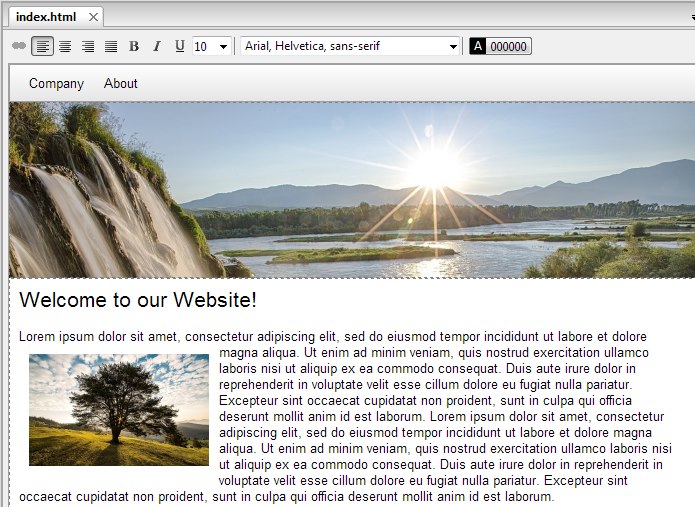 index.html
B I U 10 Arial, Helvetica, sans-serif A 000000
Company About
Welcome to our Website!
Lorem ipsum dolor sit amet, consectetur adipiscing elit, sed do eiusmod tempor incididunt ut labore et dolore
magna aliqua. Ut enim ad minim veniam, quis nostrud exercitation ullamco
laboris nisi ut aliquip ex ea commodo consequat. Duis aute irure dolor in
reprehenderit in voluptate velit esse cillum dolore eu fugiat nulla pariatur.
Excepteur sint occaecat cupidatat non proident, sunt in culpa qui officia
deserunt mollit anim id est laborum. Lorem ipsum dolor sit amet, consectetur
adipiscing elit, sed do eiusmod tempor incididunt ut labore et dolore magna
aliqua. Ut enim ad minim veniam, quis nostrud exercitation ullamco laboris nisi
ut aliquip ex ea commodo consequat. Duis aute irure dolor in reprehenderit in
voluptate velit esse cillum dolore eu fugiat nulla pariatur. Excepteur sint
occaecat cupidatat non proident, sunt in culpa qui officia deserunt mollit anim id est laborum.